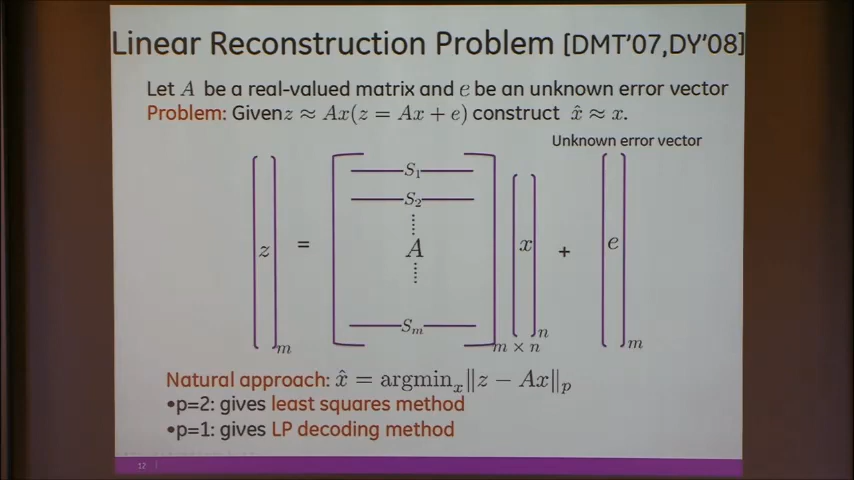 Linear Reconstruction Problem [DMT'07,DY'08]
Let A be a real-valued matrix and e be an unknown error vector
Problem: Given z ≈ Ax(z = Ax + e) construct x̂ ≈ x.
Unknown error vector
S₁
S₂
z = A x + e
Sₘ
m
m × n
n
m
Natural approach: x̂ = argminₓ‖z − Ax‖ₚ
•p=2: gives least squares method
•p=1: gives LP decoding method
12